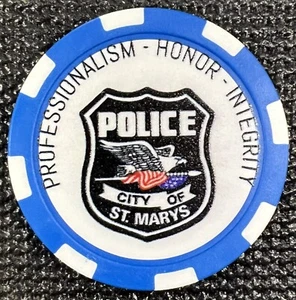 PROFESSIONALISM - HONOR - INTEGRITY
POLICE
CITY OF
ST. MARYS